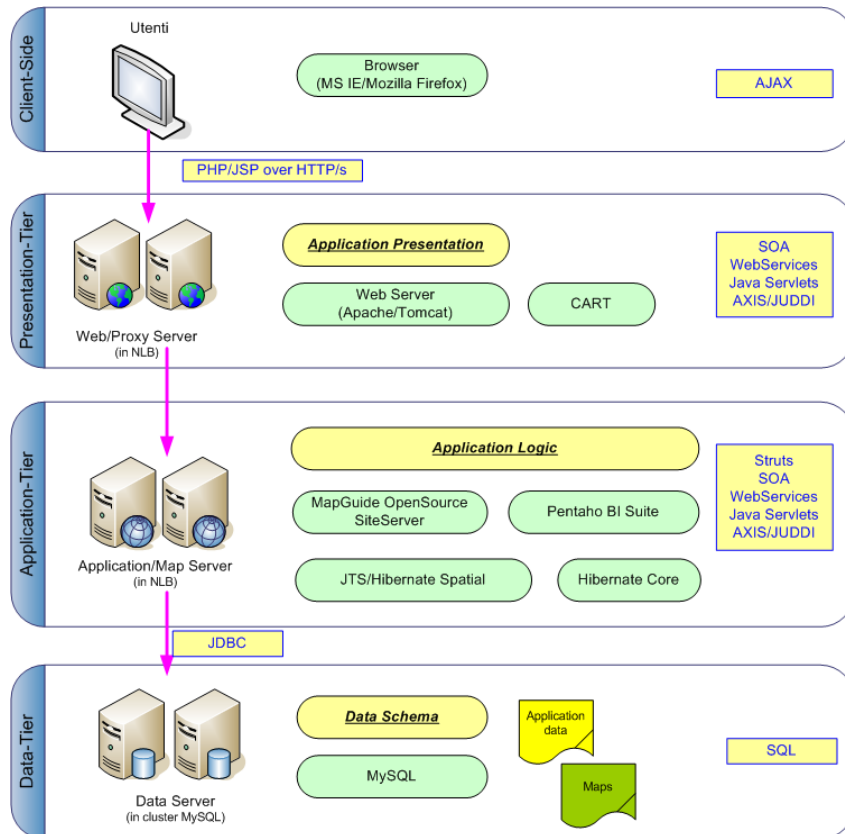 Client-Side
Utenti
Browser
(MS IE/Mozilla Firefox)
AJAX
PHP/JSP over HTTP/s
Presentation-Tier
Web/Proxy Server
(in NLB)
Application Presentation
Web Server
(Apache/Tomcat)
CART
SOA
WebServices
Java Servlets
AXIS/JUDDI
Application-Tier
Application/Map Server
(in NLB)
Application Logic
MapGuide OpenSource
SiteServer
Pentaho BI Suite
JTS/Hibernate Spatial
Hibernate Core
Struts
SOA
WebServices
Java Servlets
AXIS/JUDDI
JDBC
Data-Tier
Data Server
(in cluster MySQL)
Data Schema
MySQL
Application
data
Maps
SQL